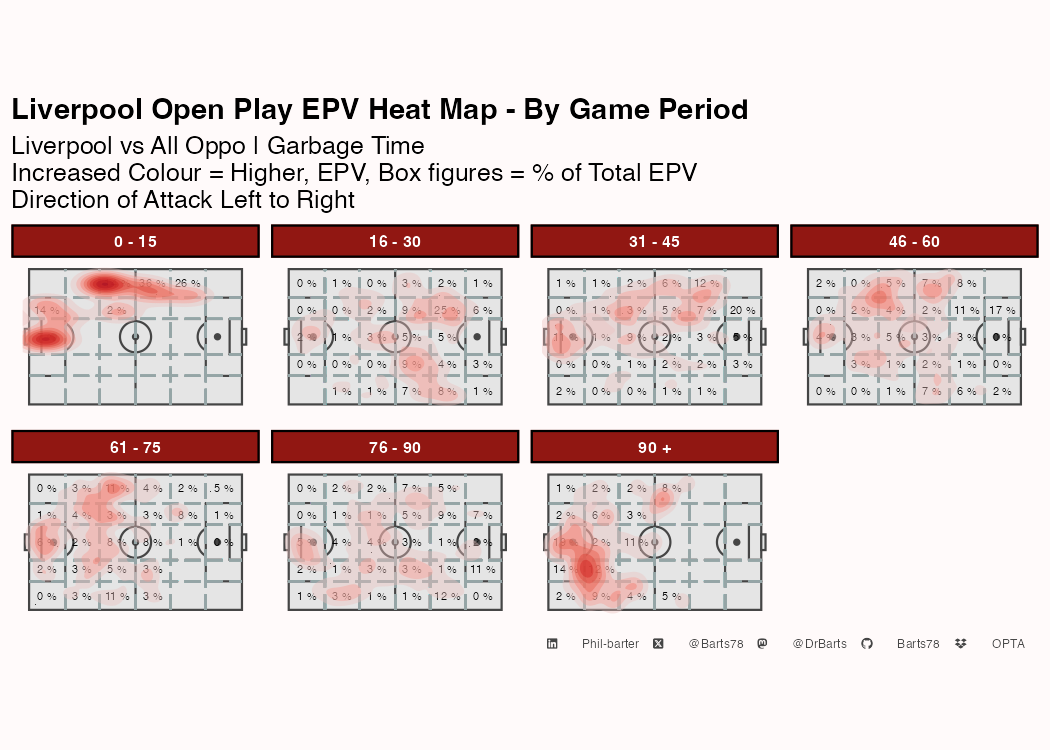 Liverpool Open Play EPV Heat Map - By Game Period
Liverpool vs All Oppo | Garbage Time
Increased Colour = Higher, EPV, Box figures = % of Total EPV
Direction of Attack Left to Right
0 - 15
16 - 30
31 - 45
46 - 60
36 % 26 %
14 % 2 %
0 % 1 % 0 % 3 % 2 % 1 %
0 % 0 % 2 % 9 % 25 % 6 %
2 % 1 % 3 % 5 % 5 %
0 % 0 % 0 % 9 % 4 % 3 %
1 % 1 % 7 % 8 % 1 %
1 % 1 % 2 % 6 % 12 %
0 % 1 % 3 % 5 % 7 % 20 %
11 % 1 % 9 % 2 % 3 %
0 % 0 % 1 % 2 % 2 % 3 %
2 % 0 % 0 % 1 % 1 %
2 % 0 % 5 % 7 % 8 %
0 % 2 % 4 % 2 % 11 % 17 %
4 % 8 % 5 % 3 % 3 %
3 % 1 % 2 % 1 % 0 %
0 % 0 % 1 % 7 % 6 % 2 %
61 - 75
76 - 90
90 +
0 % 3 % 11 % 4 % 2 % 5 %
1 % 4 % 3 % 3 % 8 % 1 %
2 % 8 % 8 % 1 % 0 %
2 % 3 % 5 % 3 %
0 % 3 % 11 % 3 %
0 % 2 % 2 % 7 % 5 %
0 % 1 % 2 % 5 % 9 % 7 %
5 % 4 % 4 % 3 % 1 %
2 % 1 % 3 % 3 % 1 % 11 %
1 % 3 % 1 % 1 % 12 % 0 %
1 % 2 % 2 % 8 %
2 % 6 % 3 %
2 % 11 %
14 %
2 % 9 % 4 % 5 %
Phil-barter @Barts78 @DrBarts Barts78 OPTA